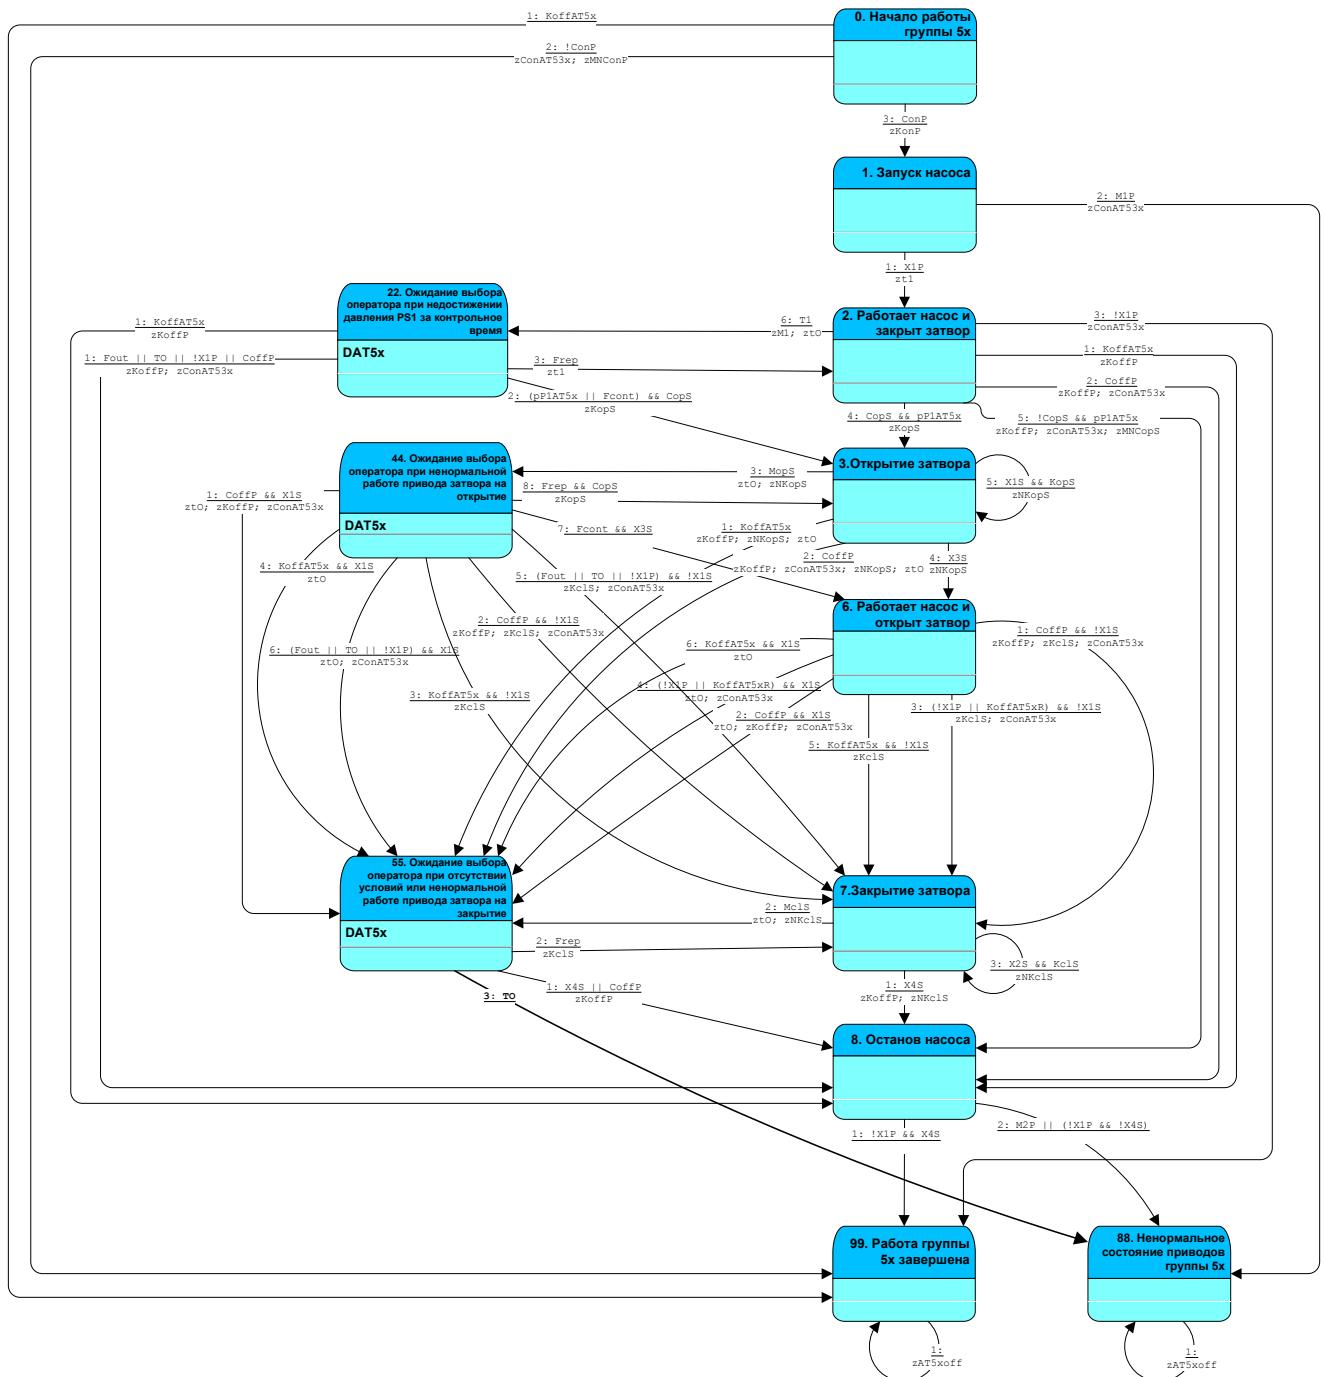 1: KoffAT5x
2: !ConP
zConAT53x; zMNConP
0. Начало работы
группы 5x
3: ConP
zKonP
1. Запуск насоса
2: M1P
zConAT53x
1: X1P
zt1
22. Ожидание выбора
оператора при недостижении
давления PS1 за контрольное
время
DAT5x
1: KoffAT5x
zKoffP
1: Fout || TO || !X1P || CoffP
zKoffP; zConAT53x
6: T1
zM1; ztO
2. Работает насос и
закрыт затвор
3: !X1P
zConAT53x
1: KoffAT5x
zKoffP
2: CoffP
zKoffP; zConAT53x
3: Frep
zt1
2: (pP1AT5x || Fcont) && CopS
zKopS
4: CopS && pP1AT5x
zKopS
5: !CopS && pP1AT5x
zKoffP; zConAT53x; zMNCopS
44. Ожидание выбора
оператора при ненормальной
работе привода затвора на
открытие
DAT5x
3: MopS
ztO; zNKopS
3.Открытие затвора
5: X1S && KopS
zNKopS
8: Frep && CopS
zKopS
1: CoffP && X1S
ztO; zKoffP; zConAT53x
7: Fcont && X3S
1: KoffAT5x
zKoffP; zNKopS; ztO
2: CoffP
zKoffP; zConAT53x; zNKopS; ztO
4: X3S
zNKopS
4: KoffAT5x && X1S
ztO
5: (Fout || TO || !X1P) && !X1S
zKclS; zConAT53x
6. Работает насос и
открыт затвор
2: CoffP && !X1S
zKoffP; zKclS; zConAT53x
1: CoffP && !X1S
zKoffP; zKclS; zConAT53x
6: (Fout || TO || !X1P) && X1S
ztO; zConAT53x
6: KoffAT5x && X1S
ztO
3: KoffAT5x && !X1S
zKclS
4: (!X1P || KoffAT5xR) && X1S
ztO; zConAT53x
3: (!X1P || KoffAT5xR) && !X1S
zKclS; zConAT53x
2: CoffP && X1S
ztO; zKoffP; zConAT53x
5: KoffAT5x && !X1S
zKclS
55. Ожидание выбора
оператора при отсутствии
условий или ненормальной
работе привода затвора на
закрытие
DAT5x
7.Закрытие затвора
2: MclS
ztO; zNKclS
2: Frep
zKclS
3: X2S && KclS
zNKclS
1: X4S || CoffP
zKoffP
3: TO
1: X4S
zKoffP; zNKclS
8. Останов насоса
1: !X1P && X4S
2: M2P || (!X1P && !X4S)
99. Работа группы
5x завершена
88. Ненормальное
состояние приводов
группы 5x
1:
zAT5xoff
1:
zAT5xoff